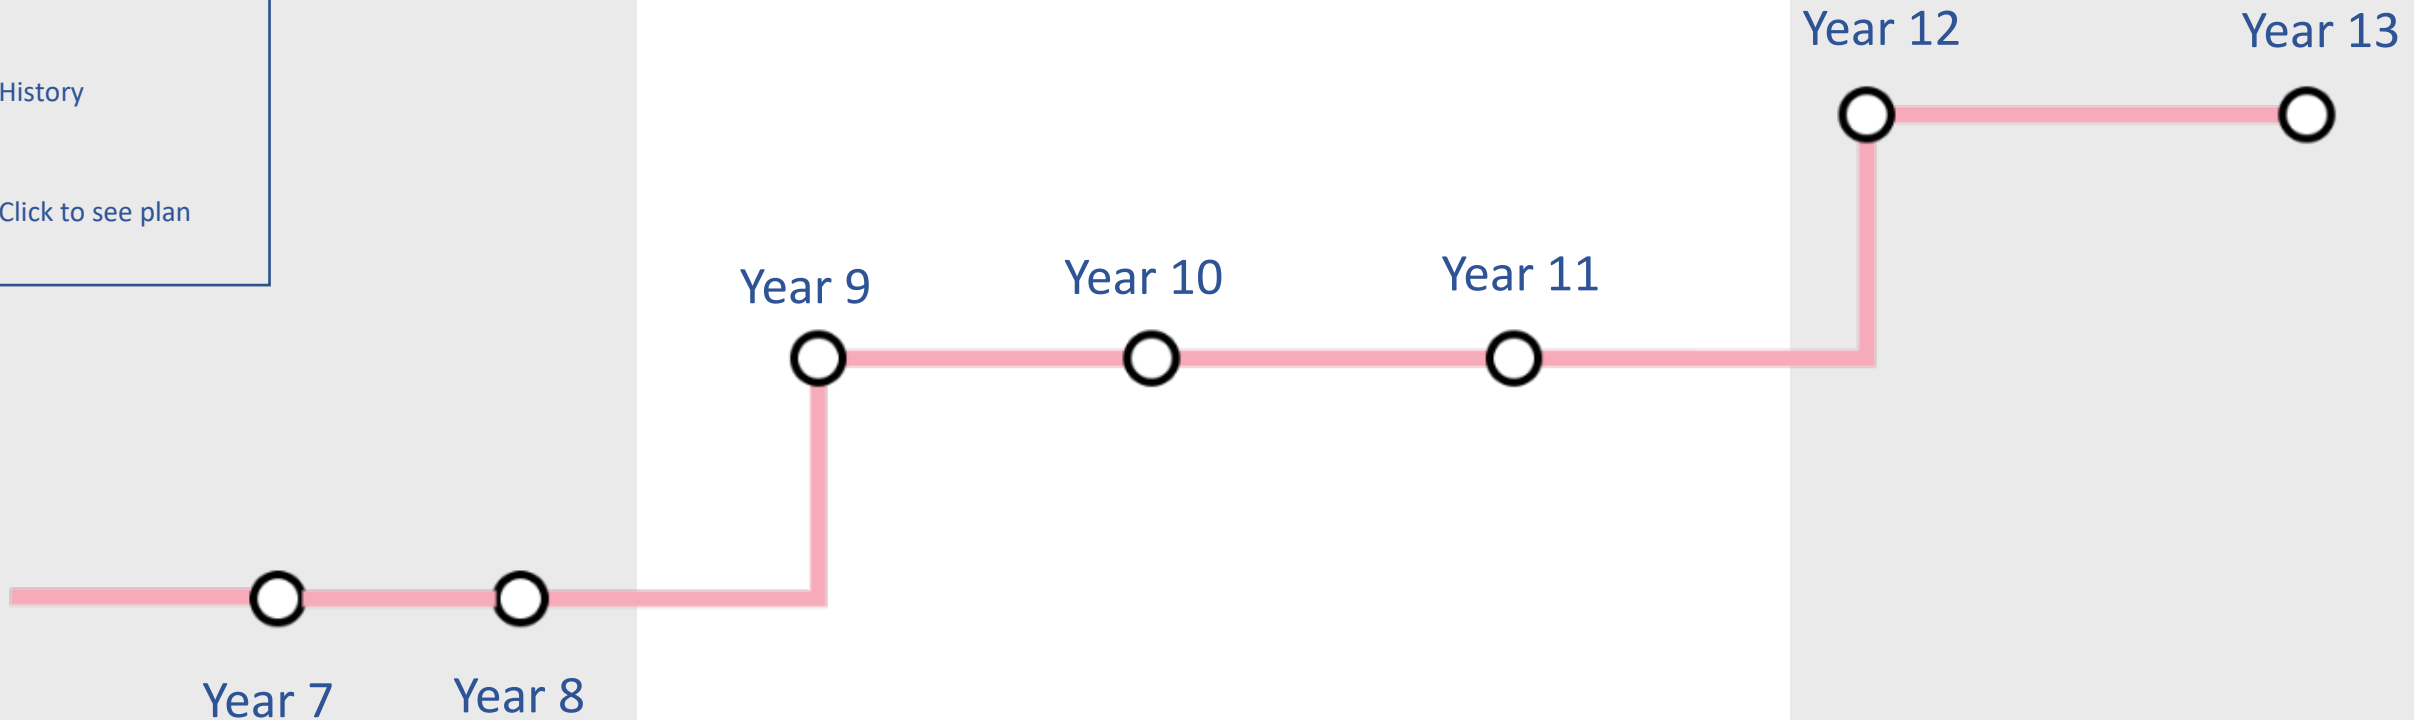 History
Click to see plan
Year 7
Year 8
Year 9
Year 10
Year 11
Year 12
Year 13